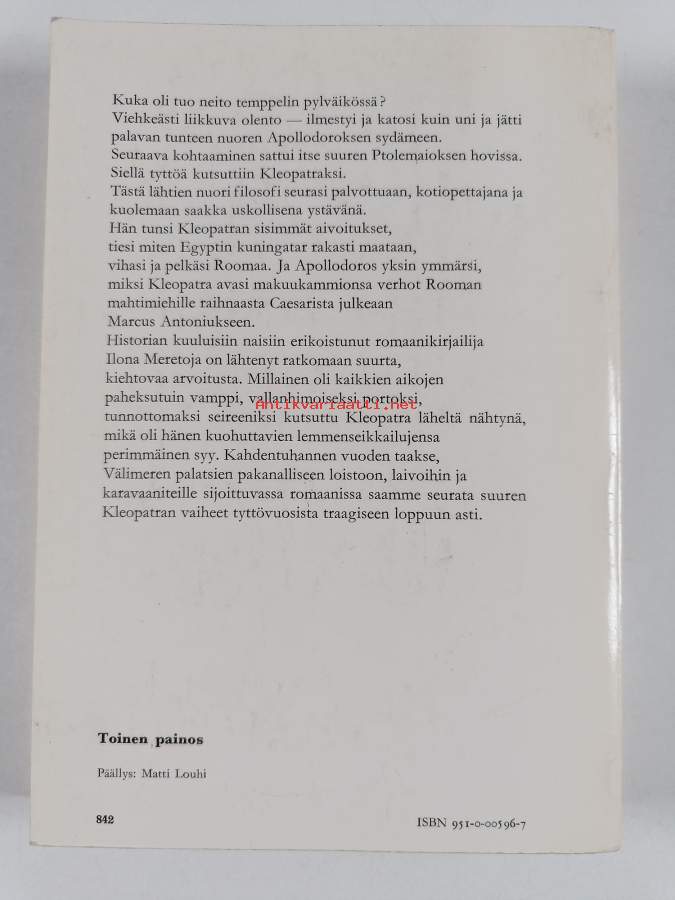 Kuka oli tuo neito temppelin pylväikössä?
Viehkeästi liikkuva olento — ilmestyi ja katosi kuin uni ja jätti
palavan tunteen nuoren Apollodoroksen sydämeen.
Seuraava kohtaaminen sattui itse suuren Ptolemaioksen hovissa.
Siellä tyttöä kutsuttiin Kleopatraksi.
Tästä lähtien nuori filosofi seurasi palvottuaan, kotiopettajana ja
kuolemaan saakka uskollisena ystävänä.
Hän tunsi Kleopatran sisimmät aivoitukset,
tiesi miten Egyptin kuningatar rakasti maataan,
vihasi ja pelkäsi Roomaa. Ja Apollodoros yksin ymmärsi,
miksi Kleopatra avasi makuukammionsa verhot Rooman
mahtimiehille raihnaasta Caesarista julkeaan
Marcus Antoniukseen.
Historian kuuluisiin naisiin erikoistunut romaanikirjailija
Ilona Meretoja on lähtenyt ratkomaan suurta,
kiehtovaa arvoitusta. Millainen oli kaikkien aikojen
paheksutuin vamppi, vallanhimoiseksi portoksi,
Antikvariaatti.net
tunnottomaksi seireeniksi kutsuttu Kleopatra läheltä nähtynä,
mikä oli hänen kuohuttavien lemmenseikkailujensa
perimmäinen syy. Kahdentuhannen vuoden taakse,
Välimeren palatsien pakanalliseen loistoon, laivoihin ja
karavaaniteille sijoittuvassa romaanissa saamme seurata suuren
Kleopatran vaiheet tyttövuosista traagiseen loppuun asti.
Toinen painos
Päällys: Matti Louhi
842
ISBN 951-0-00596-7